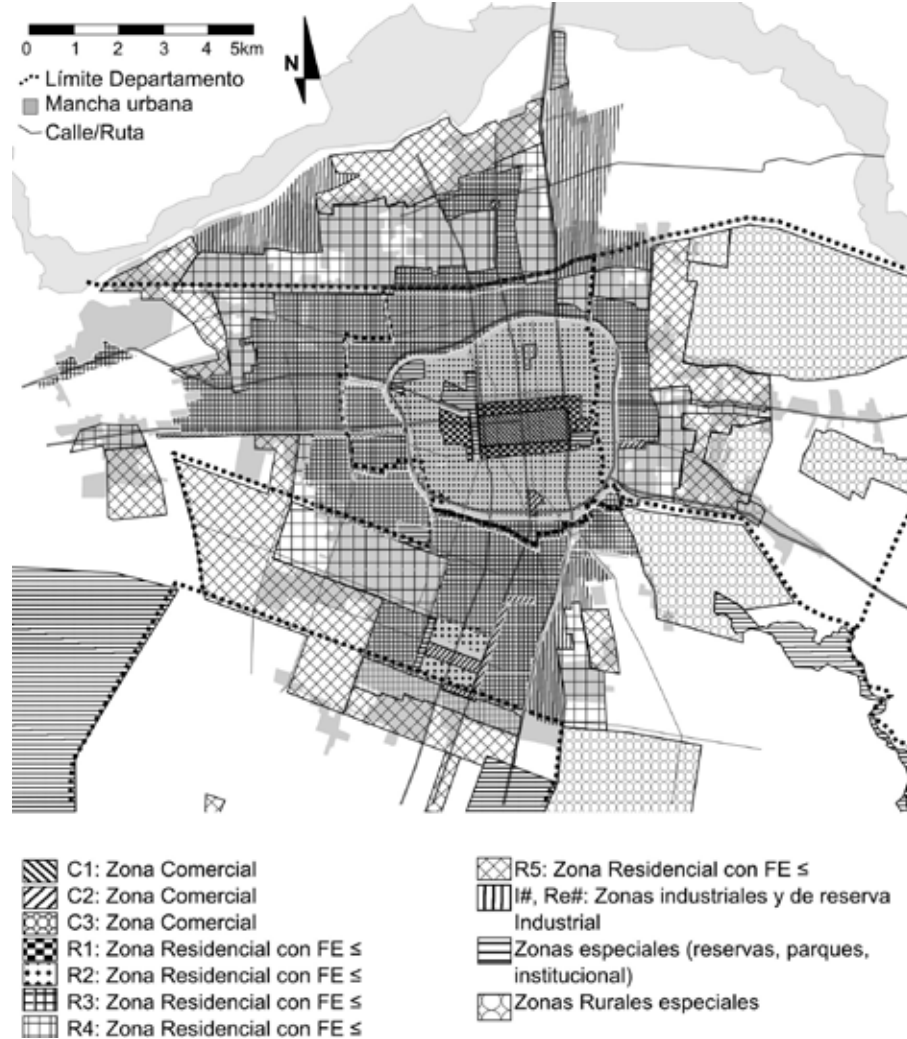 0 1 2 3 4 5km
N
Límite Departamento
Mancha urbana
Calle/Ruta
C1: Zona Comercial
C2: Zona Comercial
C3: Zona Comercial
R1: Zona Residencial con FE ≤
R2: Zona Residencial con FE ≤
R3: Zona Residencial con FE ≤
R4: Zona Residencial con FE ≤
R5: Zona Residencial con FE ≤
I#, Re#: Zonas industriales y de reserva
Industrial
Zonas especiales (reservas, parques,
institucional)
Zonas Rurales especiales